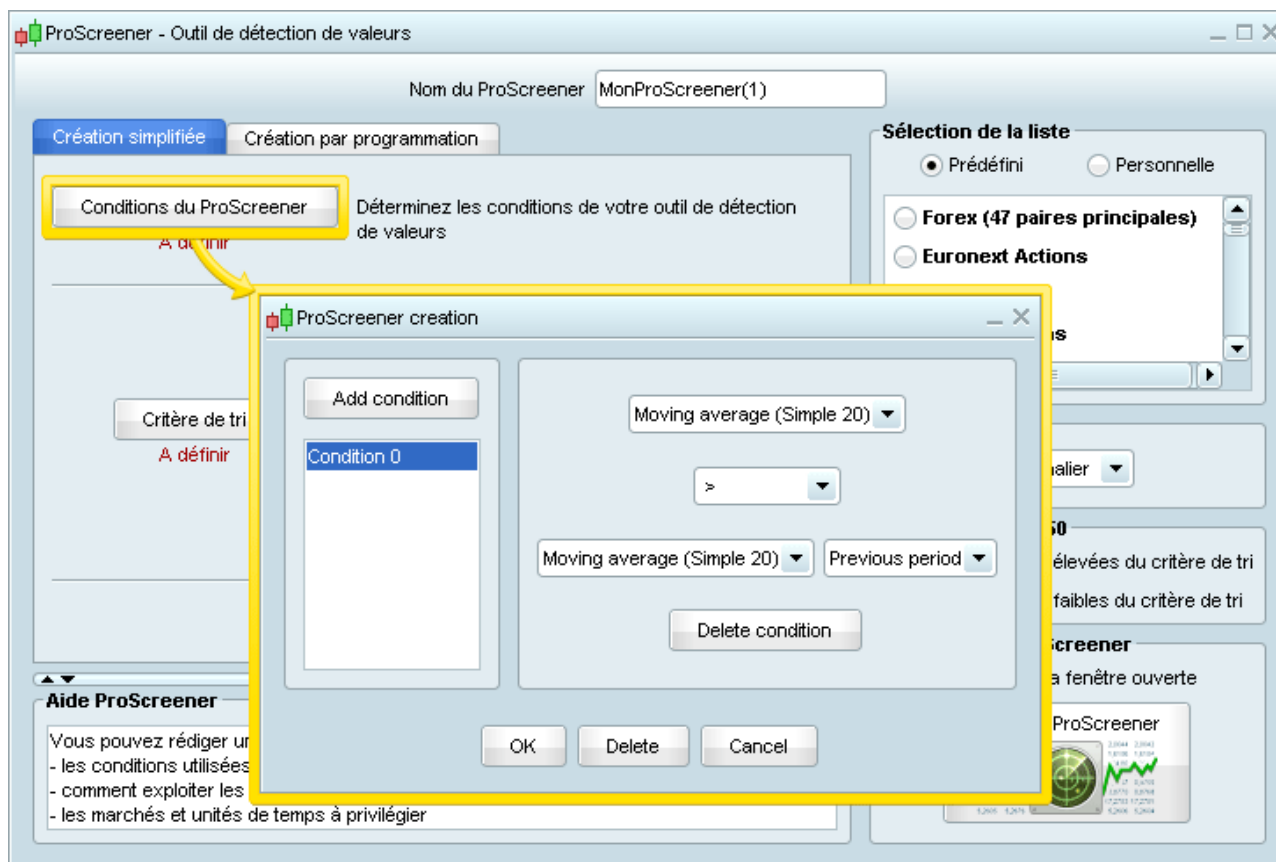 ProScreener - Outil de détection de valeurs
Nom du ProScreener MonProScreener(1)
Création simplifiée Création par programmation
Conditions du ProScreener
Déterminez les conditions de votre outil de détection
de valeurs
A définir
Critère de tri
A définir
Sélection de la liste
Prédéfini Personnelle
Forex (47 paires principales)
Euronext Actions
ProScreener creation
Add condition
Condition 0
Moving average (Simple 20)
>
Moving average (Simple 20) Previous period
Delete condition
OK Delete Cancel
alier
50
élevées du critère de tri
faibles du critère de tri
creener
a fenêtre ouverte
ProScreener
Aide ProScreener
Vous pouvez rédiger un
- les conditions utilisées
- comment exploiter les
- les marchés et unités de temps à privilégier